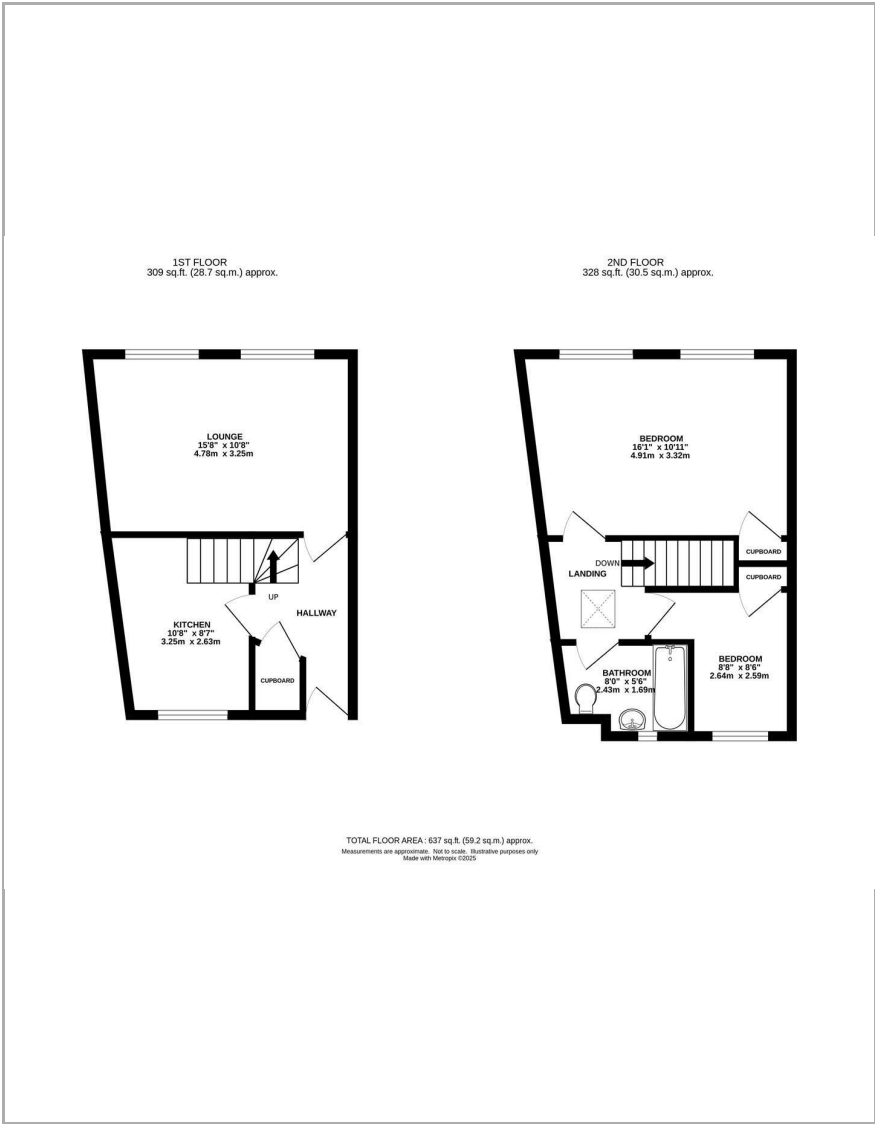 1ST FLOOR
309 sq.ft. (28.7 sq.m.) approx.
LOUNGE
15'8" x 10'8"
4.78m x 3.25m
UP
HALLWAY
KITCHEN
10'8" x 8'7"
3.25m x 2.63m
CUPBOARD
2ND FLOOR
328 sq.ft. (30.5 sq.m.) approx.
BEDROOM
16'1" x 10'11"
4.91m x 3.32m
CUPBOARD
DOWN
LANDING
CUPBOARD
BEDROOM
8'8" x 8'6"
2.64m x 2.59m
BATHROOM
8'0" x 5'6"
2.43m x 1.69m
TOTAL FLOOR AREA : 637 sq.ft. (59.2 sq.m.) approx.
Measurements are approximate. Not to scale. Illustrative purposes only
Made with Metropix ©2025